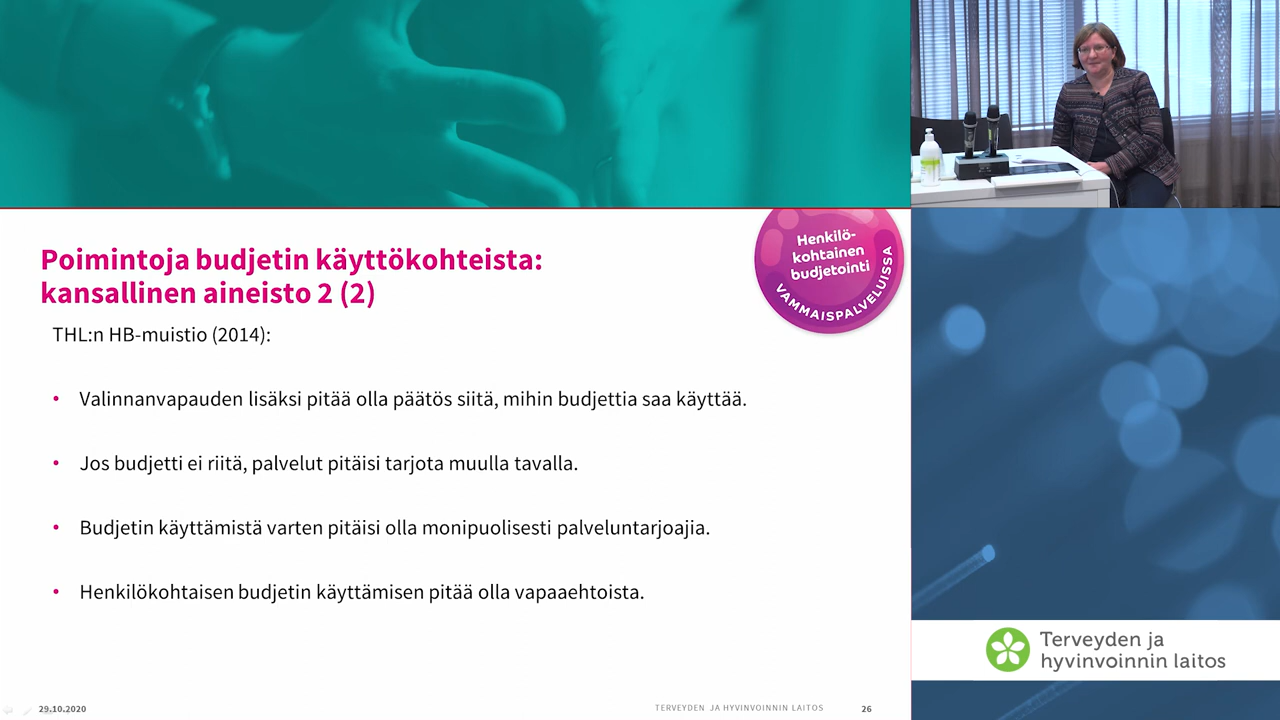 Poimintoja budjetin käyttökohteista:
kansallinen aineisto 2 (2)
Henkilö-
kohtainen
budjetointi
VAMMAISPALVELUISSA
THL:n HB-muistio (2014):
• Valinnanvapauden lisäksi pitää olla päätös siitä, mihin budjettia saa käyttää.
• Jos budjetti ei riitä, palvelut pitäisi tarjota muulla tavalla.
• Budjetin käyttämistä varten pitäisi olla monipuolisesti palveluntarjoajia.
• Henkilökohtaisen budjetin käyttämisen pitää olla vapaaehtoista.
Terveyden ja
hyvinvoinnin laitos
29.10.2020
TERVEYDEN JA HYVINVOINNIN LAITOS
26